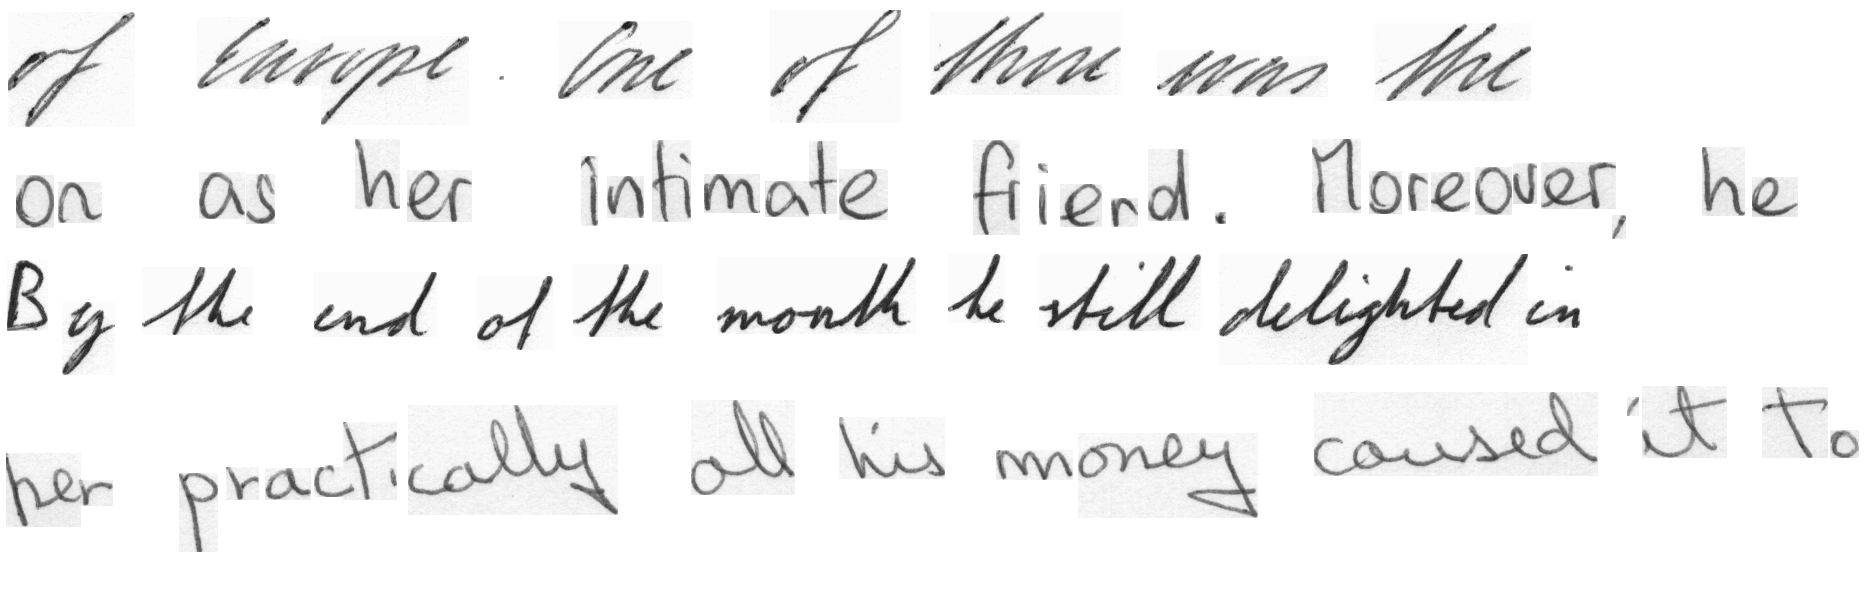 of Europe. One of these was the
on as her intimate friend. Moreover, he
By the end of the month he still delighted in
her practically all his money caused it to